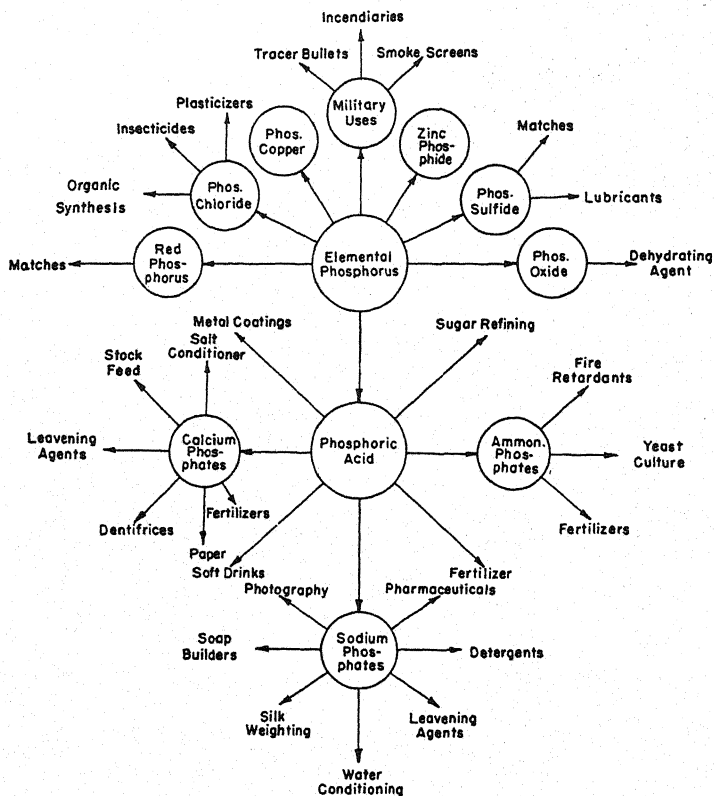 Incendiaries
Tracer Bullets
Smoke Screens
Military
Uses
Plasticizers
Insecticides
Phos.
Copper
Zinc
Phos-
phide
Matches
Organic
Synthesis
Phos.
Chloride
Phos.
Sulfide
Lubricants
Matches
Red
Phos-
phorus
Elemental
Phosphorus
Phos.
Oxide
Dehydrating
Agent
Metal Coatings
Sugar Refining
Salt
Conditioner
Stock
Feed
Fire
Retardants
Leavening
Agents
Calcium
Phos-
phates
Phosphoric
Acid
Ammon.
Phos-
phates
Yeast
Culture
Dentifrices
Fertilizers
Paper
Soft Drinks
Fertilizer
Fertilizers
Photography
Pharmaceuticals
Soap
Builders
Sodium
Phos-
phates
Detergents
Silk
Weighting
Leavening
Agents
Water
Conditioning